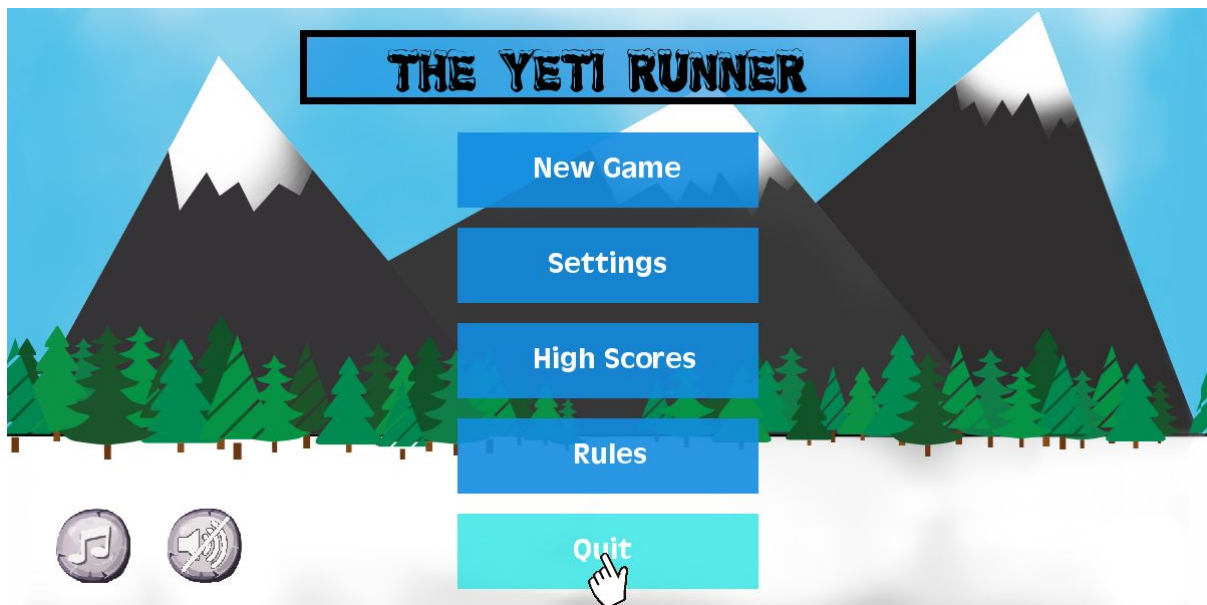 THE YETI RUNNER
New Game
Settings
High Scores
Rules
Quit